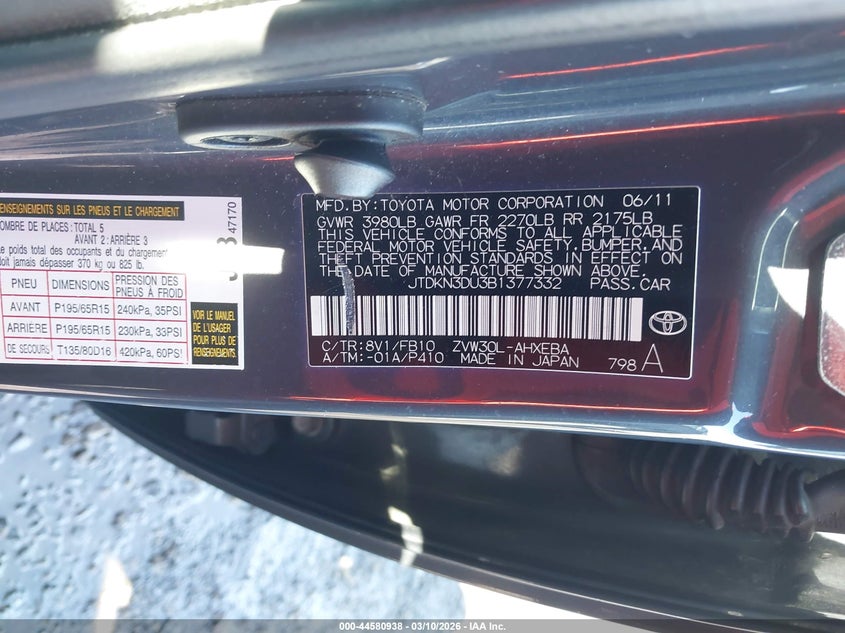 RENSEIGNEMENTS SUR LES PNEUS ET LE CHARGEMENT
NOMBRE DE PLACES: TOTAL 5
AVANT 2: ARRIÈRE 3
Le poids total des occupants et du chargement
doit jamais dépasser 370 kg ou 825 lb.
PNEU DIMENSIONS PRESSION DES PNEUS À FROID
AVANT P195/65R15 240kPa, 35PSI
ARRIÈRE P195/65R15 230kPa, 33PSI
DE SECOURS T135/80D16 420kPa, 60PSI
VOIR LE MANUEL
DE L'USAGER
POUR PLUS DE
47170
MFD. BY: TOYOTA MOTOR CORPORATION 06/11
GVWR 3980LB GAWR FR 2270LB RR 2175LB
THIS VEHICLE CONFORMS TO ALL APPLICABLE
FEDERAL MOTOR VEHICLE SAFETY, BUMPER, AND
THEFT PREVENTION STANDARDS IN EFFECT ON
THE DATE OF MANUFACTURE SHOWN ABOVE.
JTDKN3DU3B1377332 PASS.CAR
C/TR: 8V1/FB10 ZVW30L-AHXEBA
A/TM: -01A/P410 MADE IN JAPAN 798 A
000-44580938 - 03/10/2026 - IAA Inc.